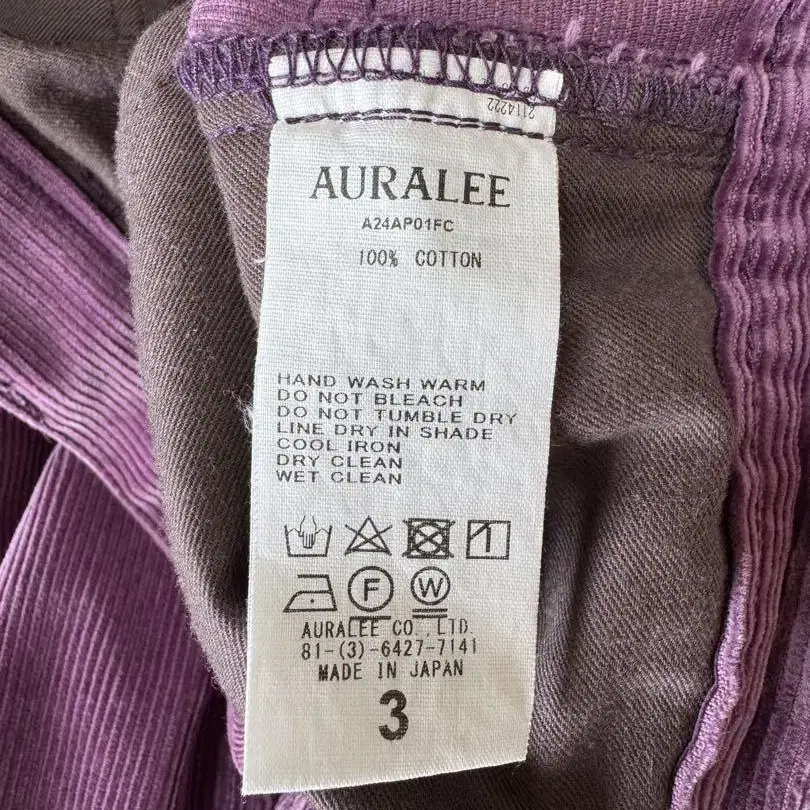 2114222
AURALEE
A24AP01FC
100% COTTON
HAND WASH WARM
DO NOT BLEACH
DO NOT TUMBLE DRY
LINE DRY IN SHADE
COOL IRON
DRY CLEAN
WET CLEAN
F W
AURALEE CO.,LTD.
81-(3)-6427-7141
MADE IN JAPAN
3